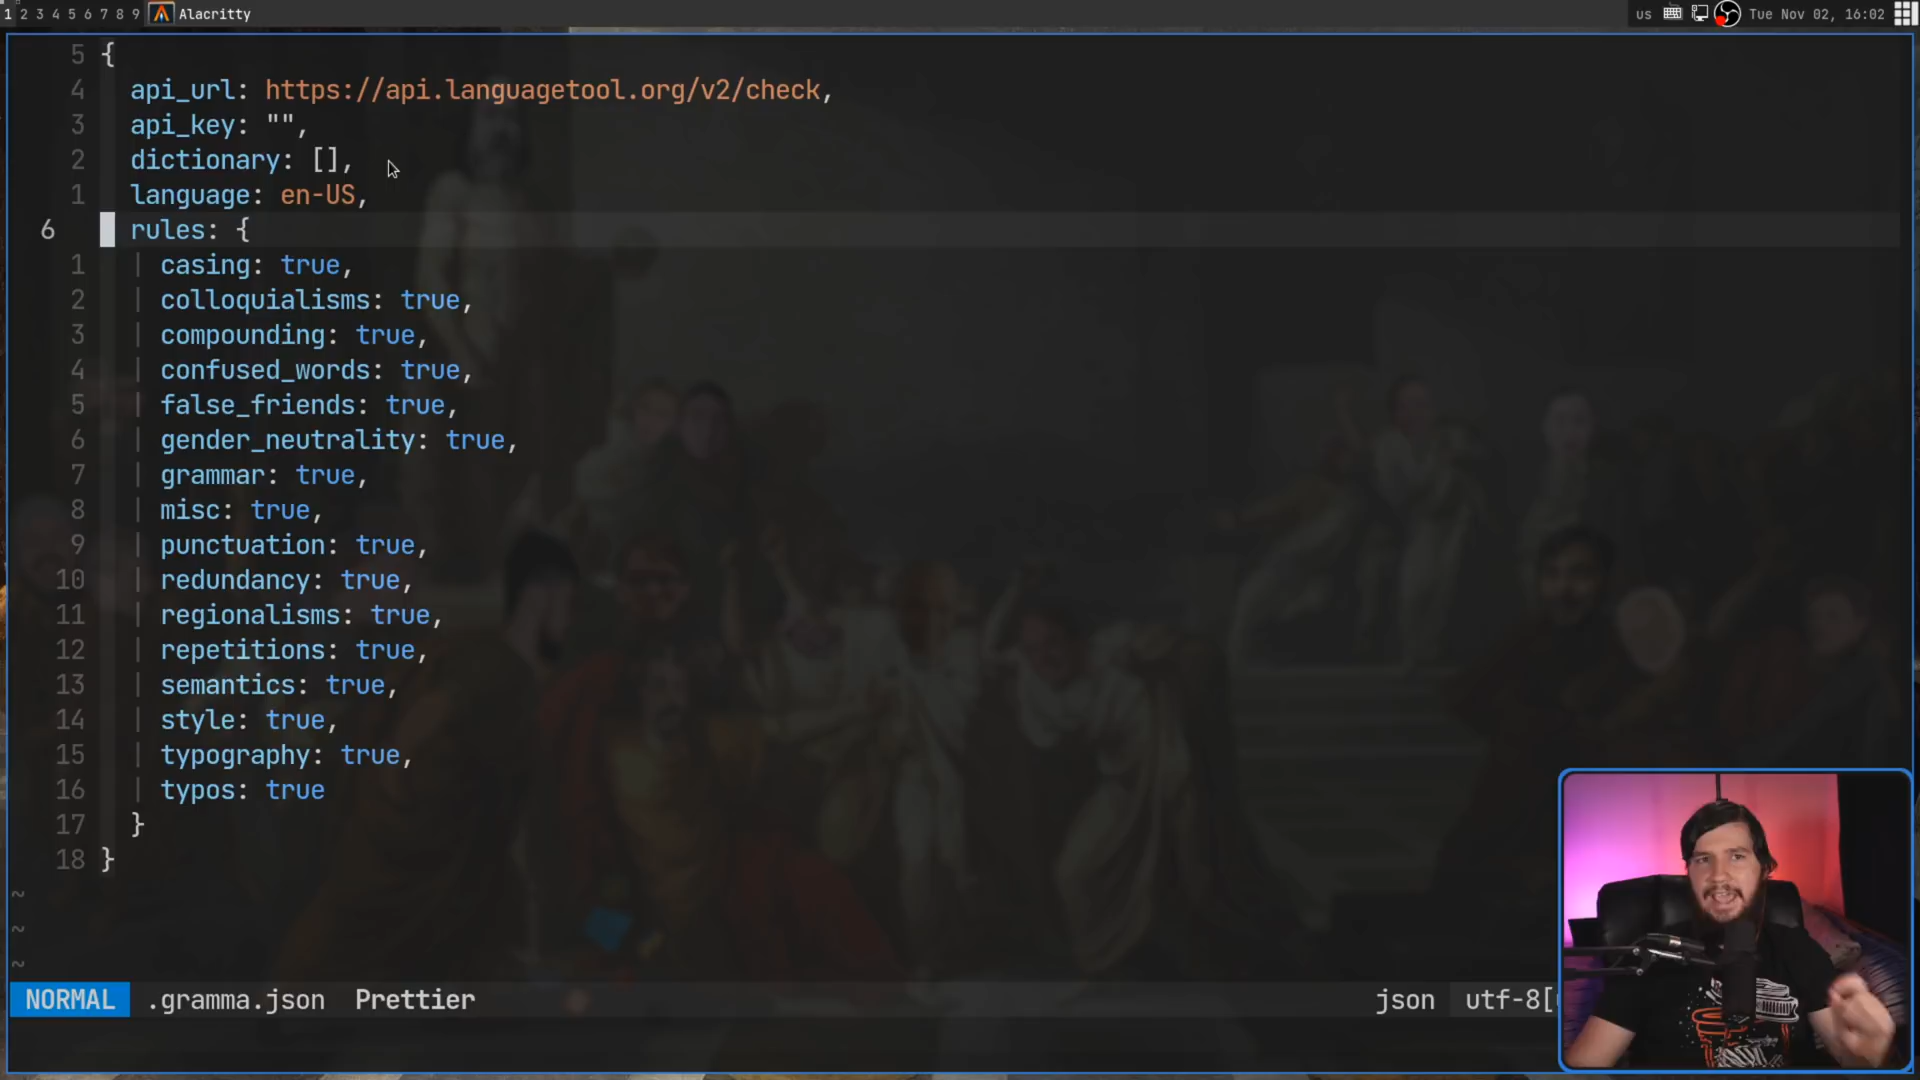 1 2 3 4 5 6 7 8 9 Alacritty us Tue Nov 02, 16:02
5 {
4 api_url: https://api.languagetool.org/v2/check,
3 api_key: "",
2 dictionary: [],
1 language: en-US,
6 rules: {
1 | casing: true,
2 | colloquialisms: true,
3 | compounding: true,
4 | confused_words: true,
5 | false_friends: true,
6 | gender_neutrality: true,
7 | grammar: true,
8 | misc: true,
9 | punctuation: true,
10 | redundancy: true,
11 | regionalisms: true,
12 | repetitions: true,
13 | semantics: true,
14 | style: true,
15 | typography: true,
16 | typos: true
17 }
18 }
~
~
~
NORMAL .gramma.json Prettier json utf-8[